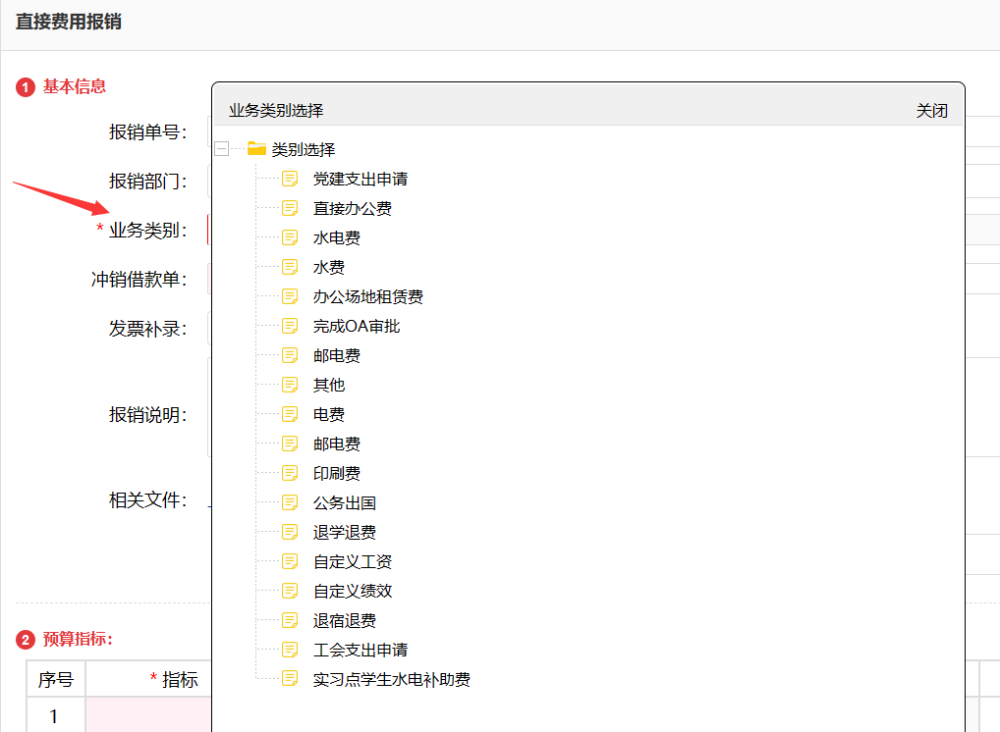 直接费用报销
1 基本信息
报销单号:
报销部门:
* 业务类别:
冲销借款单:
发票补录:
报销说明:
相关文件:
业务类别选择 关闭
类别选择
党建支出申请
直接办公费
水电费
水费
办公场地租赁费
完成OA审批
邮电费
其他
电费
邮电费
印刷费
公务出国
退学退费
自定义工资
自定义绩效
退宿退费
工会支出申请
实习点学生水电补助费
2 预算指标:
序号 * 指标
1